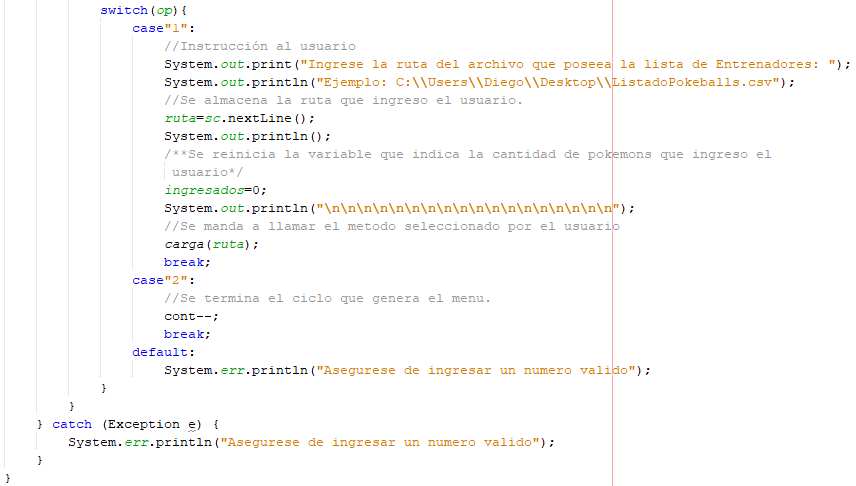 switch(op){
case"1":
//Instrucción al usuario
System.out.print("Ingrese la ruta del archivo que poseea la lista de Entrenadores: ");
System.out.println("Ejemplo: C:\\Users\\Diego\\Desktop\\ListadoPokeballs.csv");
//Se almacena la ruta que ingreso el usuario.
ruta=sc.nextLine();
System.out.println();
/**Se reinicia la variable que indica la cantidad de pokemons que ingreso el
usuario*/
ingresados=0;
System.out.println("\n\n\n\n\n\n\n\n\n\n\n\n\n\n\n\n\n\n");
//Se manda a llamar el metodo seleccionado por el usuario
carga(ruta);
break;
case"2":
//Se termina el ciclo que genera el menu.
cont--;
break;
default:
System.err.println("Asegurese de ingresar un numero valido");
}
}
} catch (Exception e) {
System.err.println("Asegurese de ingresar un numero valido");
}
}